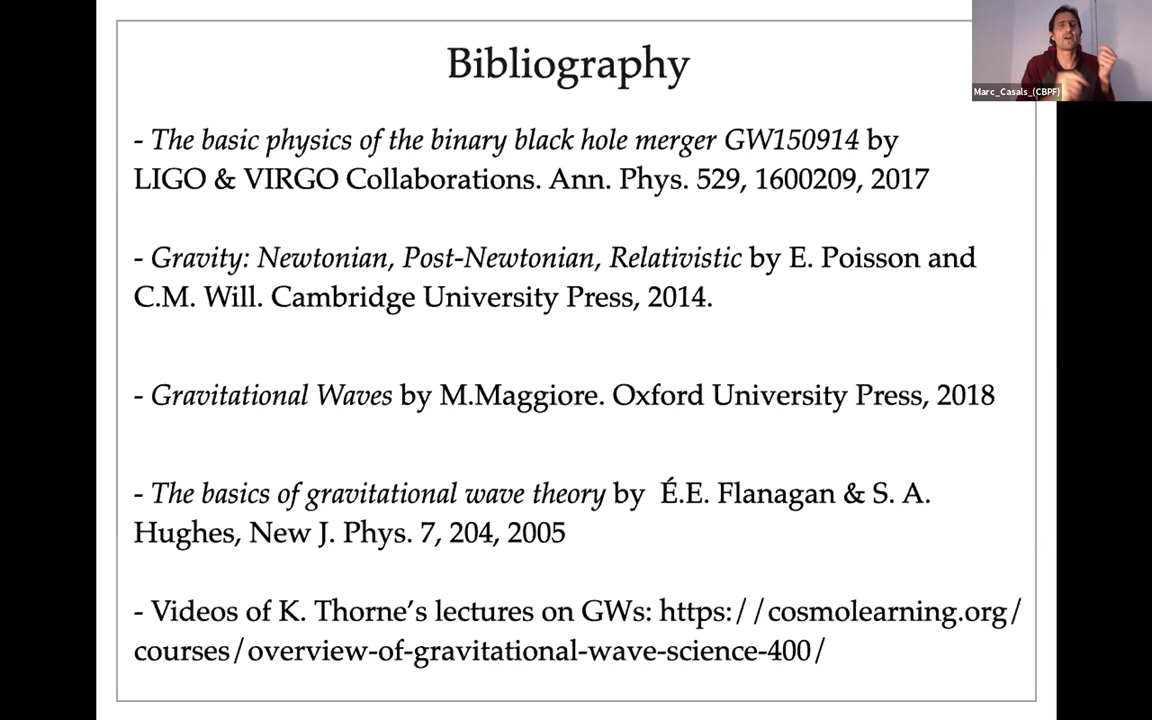 Bibliography
Marc_Casals_(CBPF)
- The basic physics of the binary black hole merger GW150914 by
LIGO & VIRGO Collaborations. Ann. Phys. 529, 1600209, 2017
- Gravity: Newtonian, Post-Newtonian, Relativistic by E. Poisson and
C.M. Will. Cambridge University Press, 2014.
- Gravitational Waves by M.Maggiore. Oxford University Press, 2018
- The basics of gravitational wave theory by É.E. Flanagan & S. A.
Hughes, New J. Phys. 7, 204, 2005
- Videos of K. Thorne’s lectures on GWs: https://cosmolearning.org/
courses/overview-of-gravitational-wave-science-400/